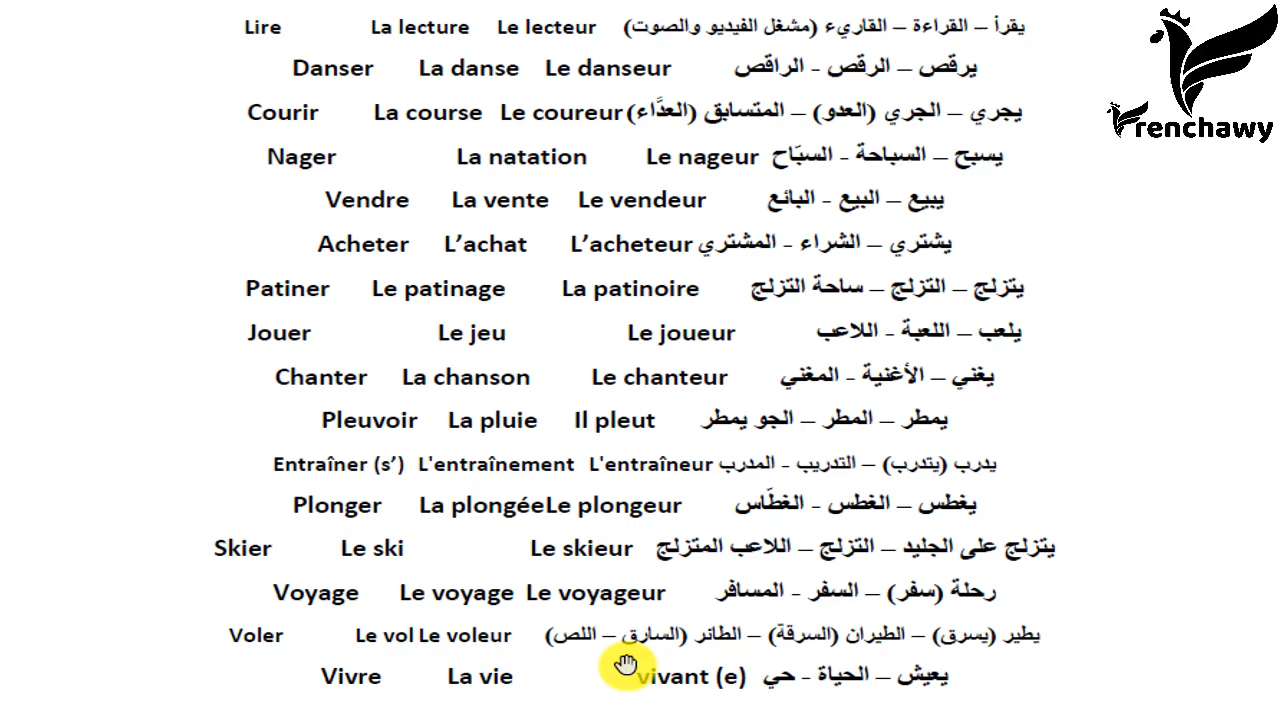 Lire La lecture Le lecteur يقرأ – القراءة – القاريء (مشغل الفيديو والصوت)
Danser La danse Le danseur يرقص – الرقص - الراقص
Courir La course Le coureur يجري – الجري (العدو) – المتسابق (العدَّاء)
Nager La natation Le nageur يسبح – السباحة - السبّاح
Vendre La vente Le vendeur يبيع – البيع - البائع
Acheter L’achat L’acheteur يشتري – الشراء - المشتري
Patiner Le patinage La patinoire يتزلج – التزلج – ساحة التزلج
Jouer Le jeu Le joueur يلعب – اللعبة - اللاعب
Chanter La chanson Le chanteur يغني – الأغنية - المغني
Pleuvoir La pluie Il pleut يمطر – المطر – الجو يمطر
Entraîner (s’) L'entraînement L'entraîneur يدرب (يتدرب) – التدريب - المدرب
Plonger La plongée Le plongeur يغطس – الغطس - الغطّاس
Skier Le ski Le skieur يتزلج على الجليد – التزلج – اللاعب المتزلج
Voyage Le voyage Le voyageur رحلة (سفر) – السفر - المسافر
Voler Le vol Le voleur يطير (يسرق) – الطيران (السرقة) – الطائر (السارق – اللص)
Vivre La vie vivant (e) يعيش – الحياة - حي
Frenchawy